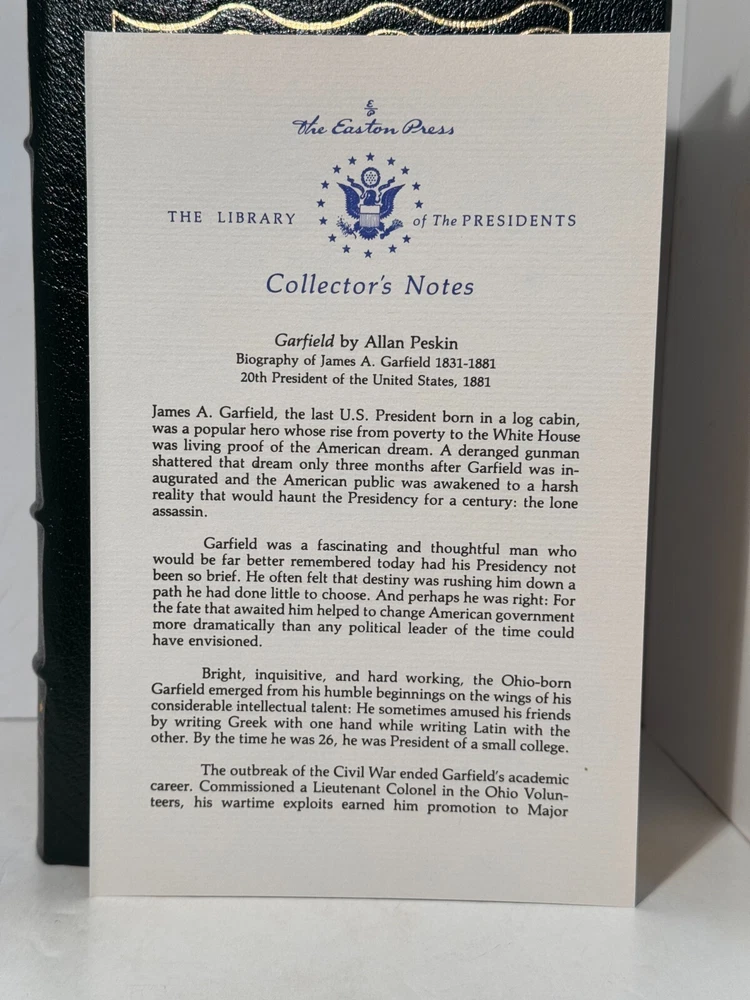 E
P
The Easton Press
THE LIBRARY of The PRESIDENTS
Collector's Notes
Garfield by Allan Peskin
Biography of James A. Garfield 1831-1881
20th President of the United States, 1881
James A. Garfield, the last U.S. President born in a log cabin,
was a popular hero whose rise from poverty to the White House
was living proof of the American dream. A deranged gunman
shattered that dream only three months after Garfield was in-
augurated and the American public was awakened to a harsh
reality that would haunt the Presidency for a century: the lone
assassin.
Garfield was a fascinating and thoughtful man who
would be far better remembered today had his Presidency not
been so brief. He often felt that destiny was rushing him down a
path he had done little to choose. And perhaps he was right: For
the fate that awaited him helped to change American government
more dramatically than any political leader of the time could
have envisioned.
Bright, inquisitive, and hard working, the Ohio-born
Garfield emerged from his humble beginnings on the wings of his
considerable intellectual talent: He sometimes amused his friends
by writing Greek with one hand while writing Latin with the
other. By the time he was 26, he was President of a small college.
The outbreak of the Civil War ended Garfield's academic
career. Commissioned a Lieutenant Colonel in the Ohio Volun-
teers, his wartime exploits earned him promotion to Major